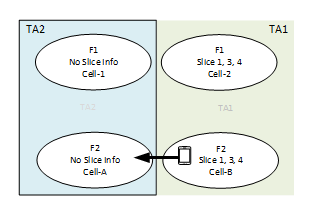 TA2
TA1
F1
No Slice Info
Cell-1
F1
Slice 1, 3, 4
Cell-2
TA2
TA1
F2
No Slice Info
Cell-A
F2
Slice 1, 3, 4
Cell-B